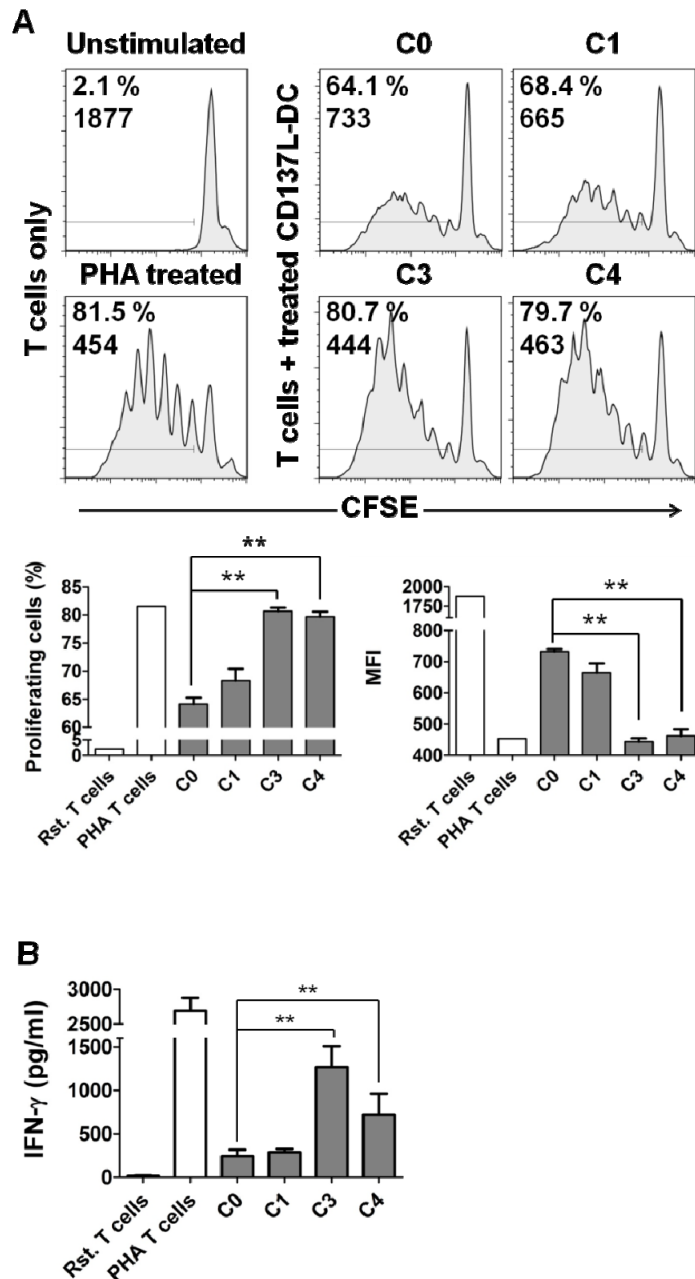 A
Unstimulated
C0
C1
T cells only
2.1 %
1877
T cells + treated CD137L-DC
64.1 %
733
68.4 %
665
PHA treated
C3
C4
81.5 %
454
80.7 %
444
79.7 %
463
CFSE
Proliferating cells (%)
85
80
75
70
65
60
5
0
**
**
Rst. T cells
PHA T cells
C0
C1
C3
C4
MFI
2000
1750
800
700
600
500
400
**
**
Rst. T cells
PHA T cells
C0
C1
C3
C4
B
IFN-γ (pg/ml)
3000
2500
1500
1000
500
0
**
**
Rst. T cells
PHA T cells
C0
C1
C3
C4